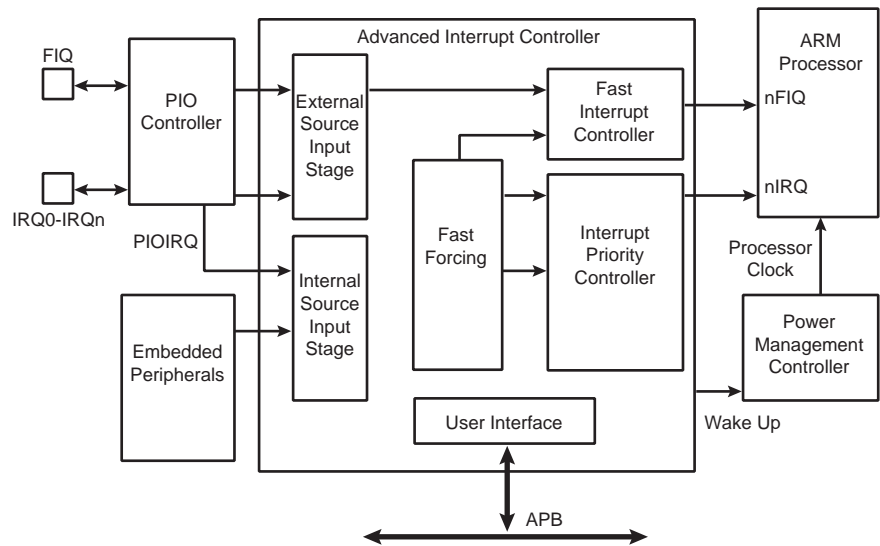 FIQ
PIO
Controller
IRQ0-IRQn
PIOIRQ
Embedded
Peripherals
Advanced Interrupt Controller
External
Source
Input
Stage
Internal
Source
Input
Stage
Fast
Forcing
Fast
Interrupt
Controller
Interrupt
Priority
Controller
User Interface
APB
ARM
Processor
nFIQ
nIRQ
Processor
Clock
Power
Management
Controller
Wake Up